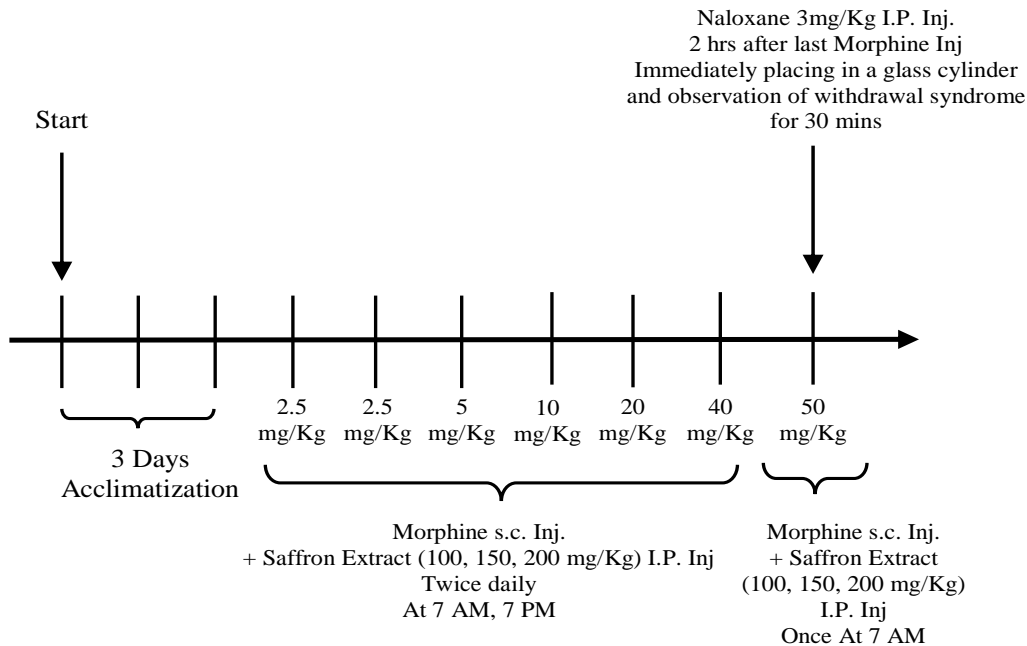 Naloxane 3mg/Kg I.P. Inj.
2 hrs after last Morphine Inj
Immediately placing in a glass cylinder
and observation of withdrawal syndrome
for 30 mins
Start
2.5
mg/Kg
2.5
mg/Kg
5
mg/Kg
10
mg/Kg
20
mg/Kg
40
mg/Kg
50
mg/Kg
3 Days
Acclimatization
Morphine s.c. Inj.
+ Saffron Extract (100, 150, 200 mg/Kg) I.P. Inj
Twice daily
At 7 AM, 7 PM
Morphine s.c. Inj.
+ Saffron Extract
(100, 150, 200 mg/Kg)
I.P. Inj
Once At 7 AM